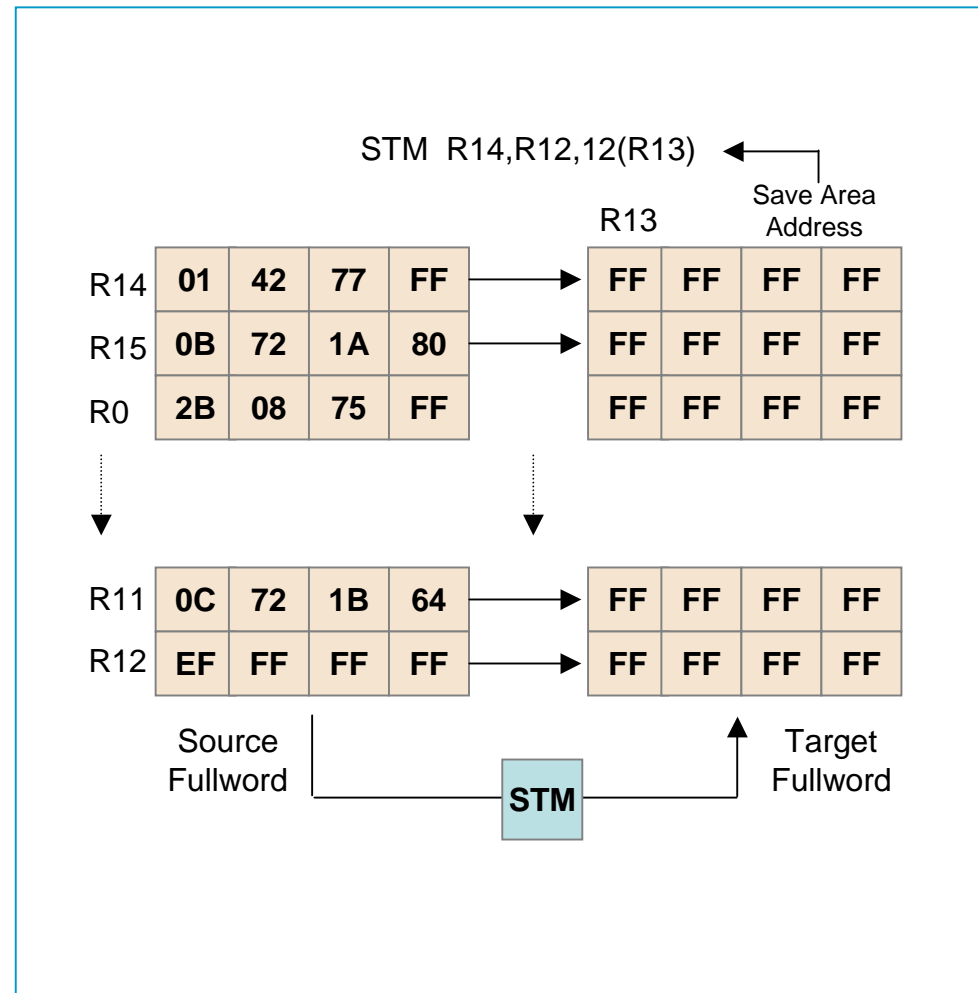 STM R14,R12,12(R13)
Save Area
Address
R13
R14 01 42 77 FF FF FF FF FF
R15 0B 72 1A 80 FF FF FF FF
R0 2B 08 75 FF FF FF FF FF
R11 0C 72 1B 64 FF FF FF FF
R12 EF FF FF FF FF FF FF FF
Source
Fullword
STM
Target
Fullword